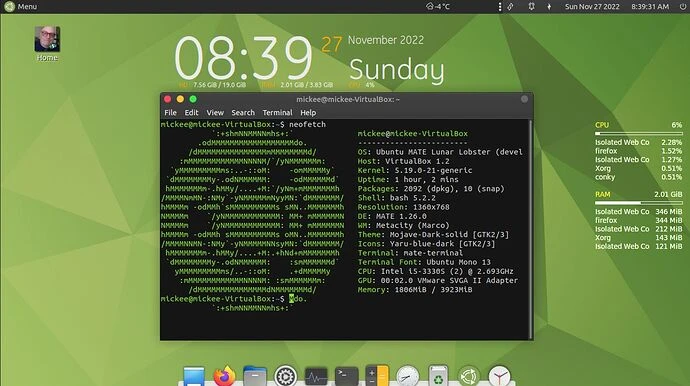 Menu
-4 °C
Sun Nov 27 2022
8:39:31 AM
Home
08:39
27 November 2022
Sunday
7.56 GiB / 19.0 GiB
2.01 GiB / 3.83 GiB
4%
mickee@mickee-VirtualBox: ~
File Edit View Search Terminal Help
mickee@mickee-VirtualBox:~$ neofetch
mickee@mickee-VirtualBox
-------------------------
OS: Ubuntu MATE Lunar Lobster (devel
Host: VirtualBox 1.2
Kernel: 5.19.0-21-generic
Uptime: 1 hour, 2 mins
Packages: 2092 (dpkg), 10 (snap)
Shell: bash 5.2.2
Resolution: 1360x768
DE: MATE 1.26.0
WM: Metacity (Marco)
Theme: Mojave-Dark-solid [GTK2/3]
Icons: Yaru-blue-dark [GTK2/3]
Terminal: mate-terminal
Terminal Font: Ubuntu Mono 13
CPU: Intel i5-3330S (2) @ 2.693GHz
GPU: 00:02.0 VMware SVGA II Adapter
Memory: 1806MiB / 3923MiB
mickee@mickee-VirtualBox:~$ Mdo.
CPU 6%
Isolated Web Co 2.28%
firefox 1.52%
Isolated Web Co 1.27%
Xorg 0.51%
conky 0.51%
RAM 2.01 GiB
Isolated Web Co 346 MiB
firefox 344 MiB
Isolated Web Co 212 MiB
Xorg 143 MiB
Isolated Web Co 121 MiB